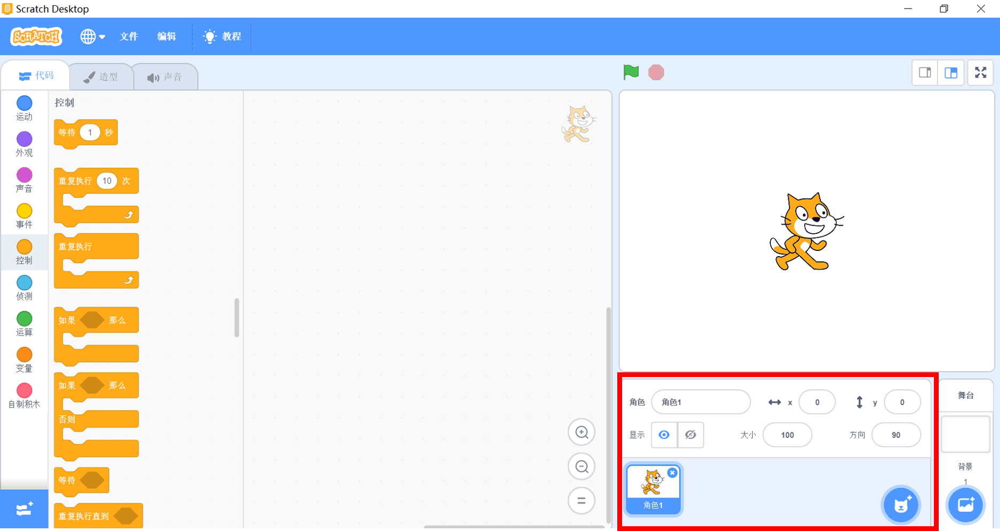 Scratch Desktop
SCRATCH
文件
编辑
教程
代码
造型
声音
运动
外观
声音
事件
控制
侦测
运算
变量
自制积木
控制
等待 1 秒
重复执行 10 次
重复执行
如果 那么
如果 那么
否则
等待
重复执行直到
角色 角色1 x 0 y 0
显示 大小 100 方向 90
角色1
舞台
背景
1